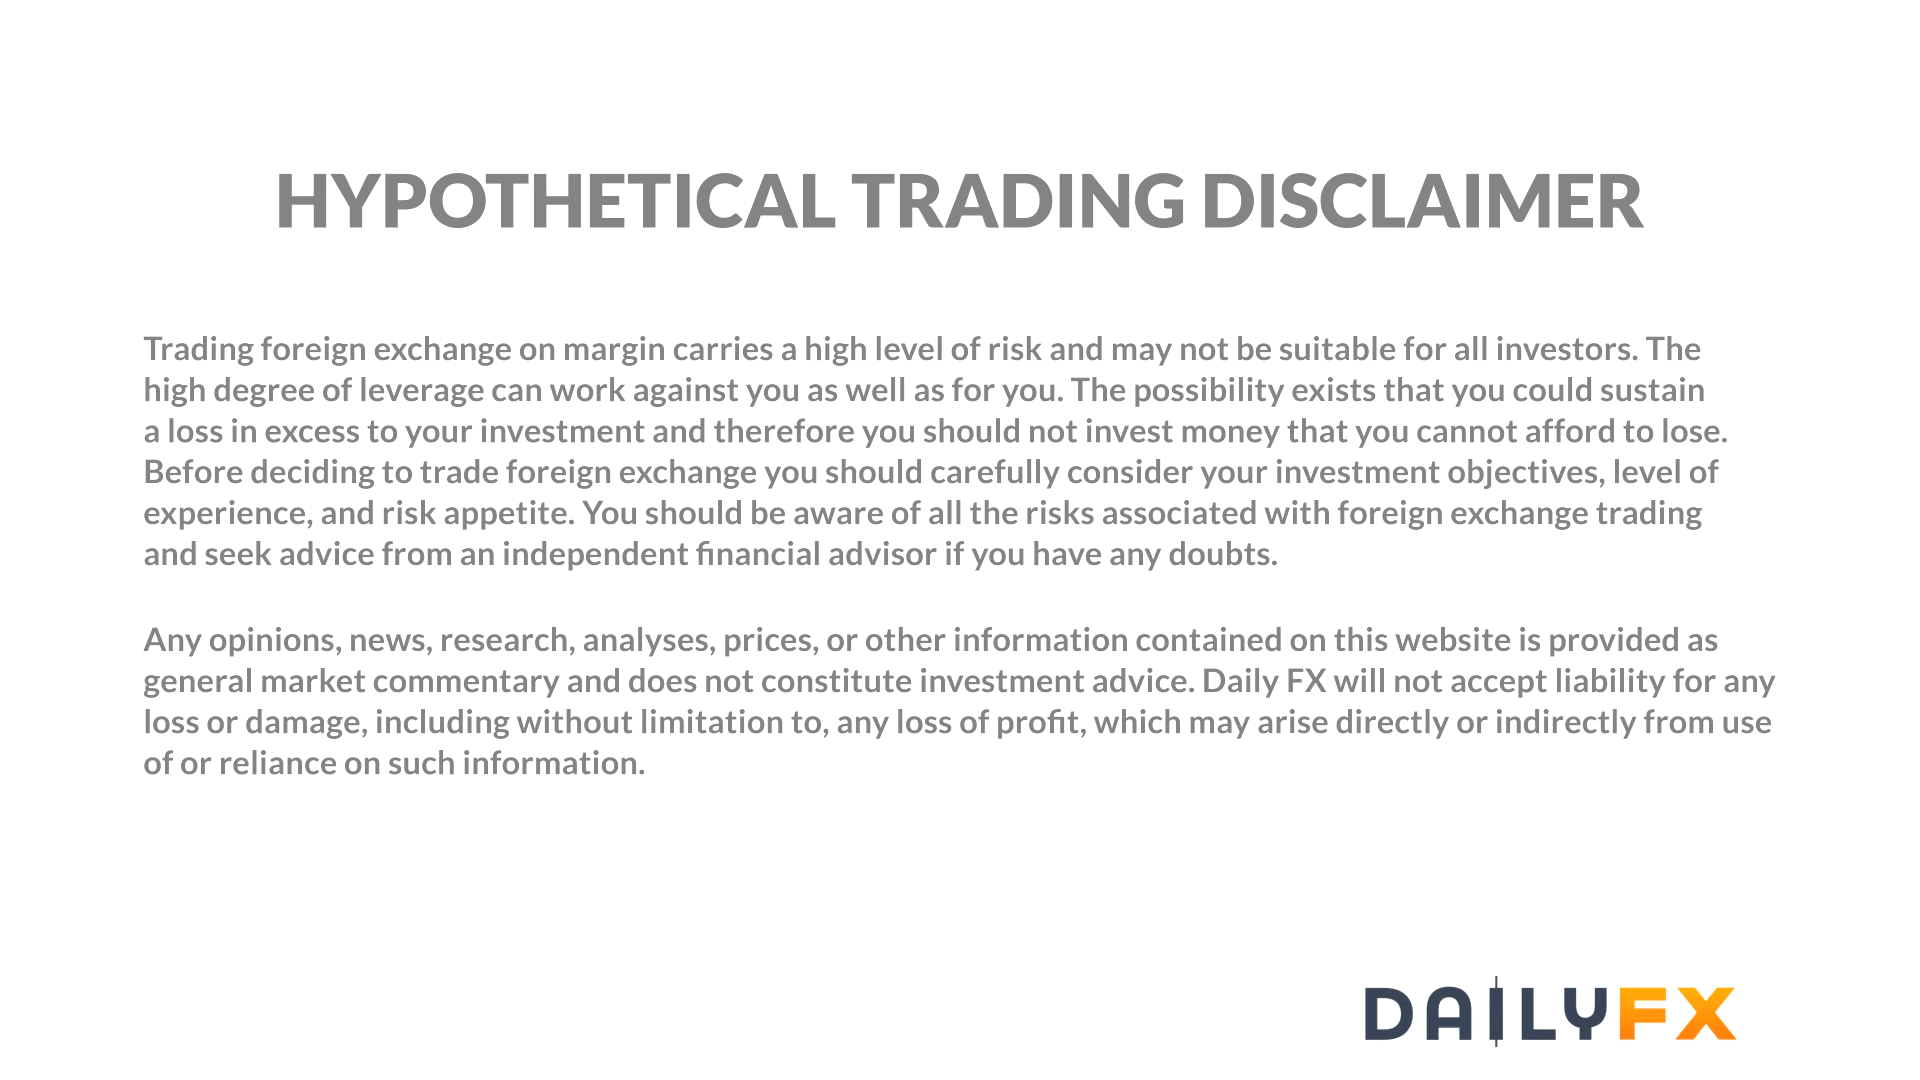 HYPOTHETICAL TRADING DISCLAIMER
Trading foreign exchange on margin carries a high level of risk and may not be suitable for all investors. The
high degree of leverage can work against you as well as for you. The possibility exists that you could sustain
a loss in excess to your investment and therefore you should not invest money that you cannot afford to lose.
Before deciding to trade foreign exchange you should carefully consider your investment objectives, level of
experience, and risk appetite. You should be aware of all the risks associated with foreign exchange trading
and seek advice from an independent financial advisor if you have any doubts.
Any opinions, news, research, analyses, prices, or other information contained on this website is provided as
general market commentary and does not constitute investment advice. Daily FX will not accept liability for any
loss or damage, including without limitation to, any loss of profit, which may arise directly or indirectly from use
of or reliance on such information.
DAILYFX